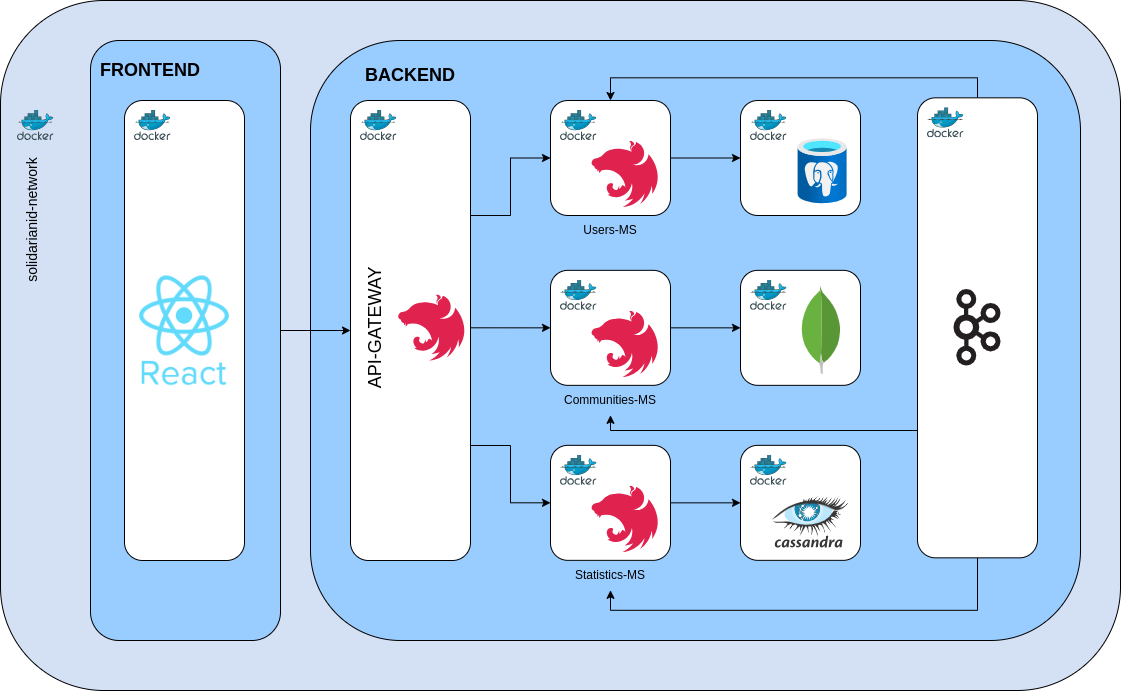 FRONTEND
BACKEND
docker
solidarianid-network
docker
React
docker
API-GATEWAY
docker
Users-MS
docker
docker
Communities-MS
docker
docker
Statistics-MS
docker
cassandra
docker